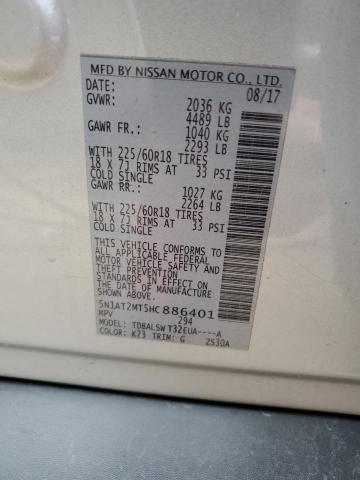 MFD BY NISSAN MOTOR CO., LTD.
DATE: 08/17
GVWR: 2036 KG
4489 LB
GAWR FR.: 1040 KG
2293 LB
WITH 225/60R18 TIRES
18 X 7J RIMS AT 33 PSI
COLD SINGLE
GAWR RR.: 1027 KG
2264 LB
WITH 225/60R18 TIRES
18 X 7J RIMS AT 33 PSI
COLD SINGLE
THIS VEHICLE CONFORMS TO
ALL APPLICABLE FEDERAL
MOTOR VEHICLE SAFETY AND
THEFT PREVENTION
STANDARDS IN EFFECT ON
THE DATE OF MANUFACTURE
SHOWN ABOVE.
5N1AT2MT5HC886401
MPV 294
MODEL: TDBALSWT32EUA----A
COLOR: K23 TRIM: G ZS30A